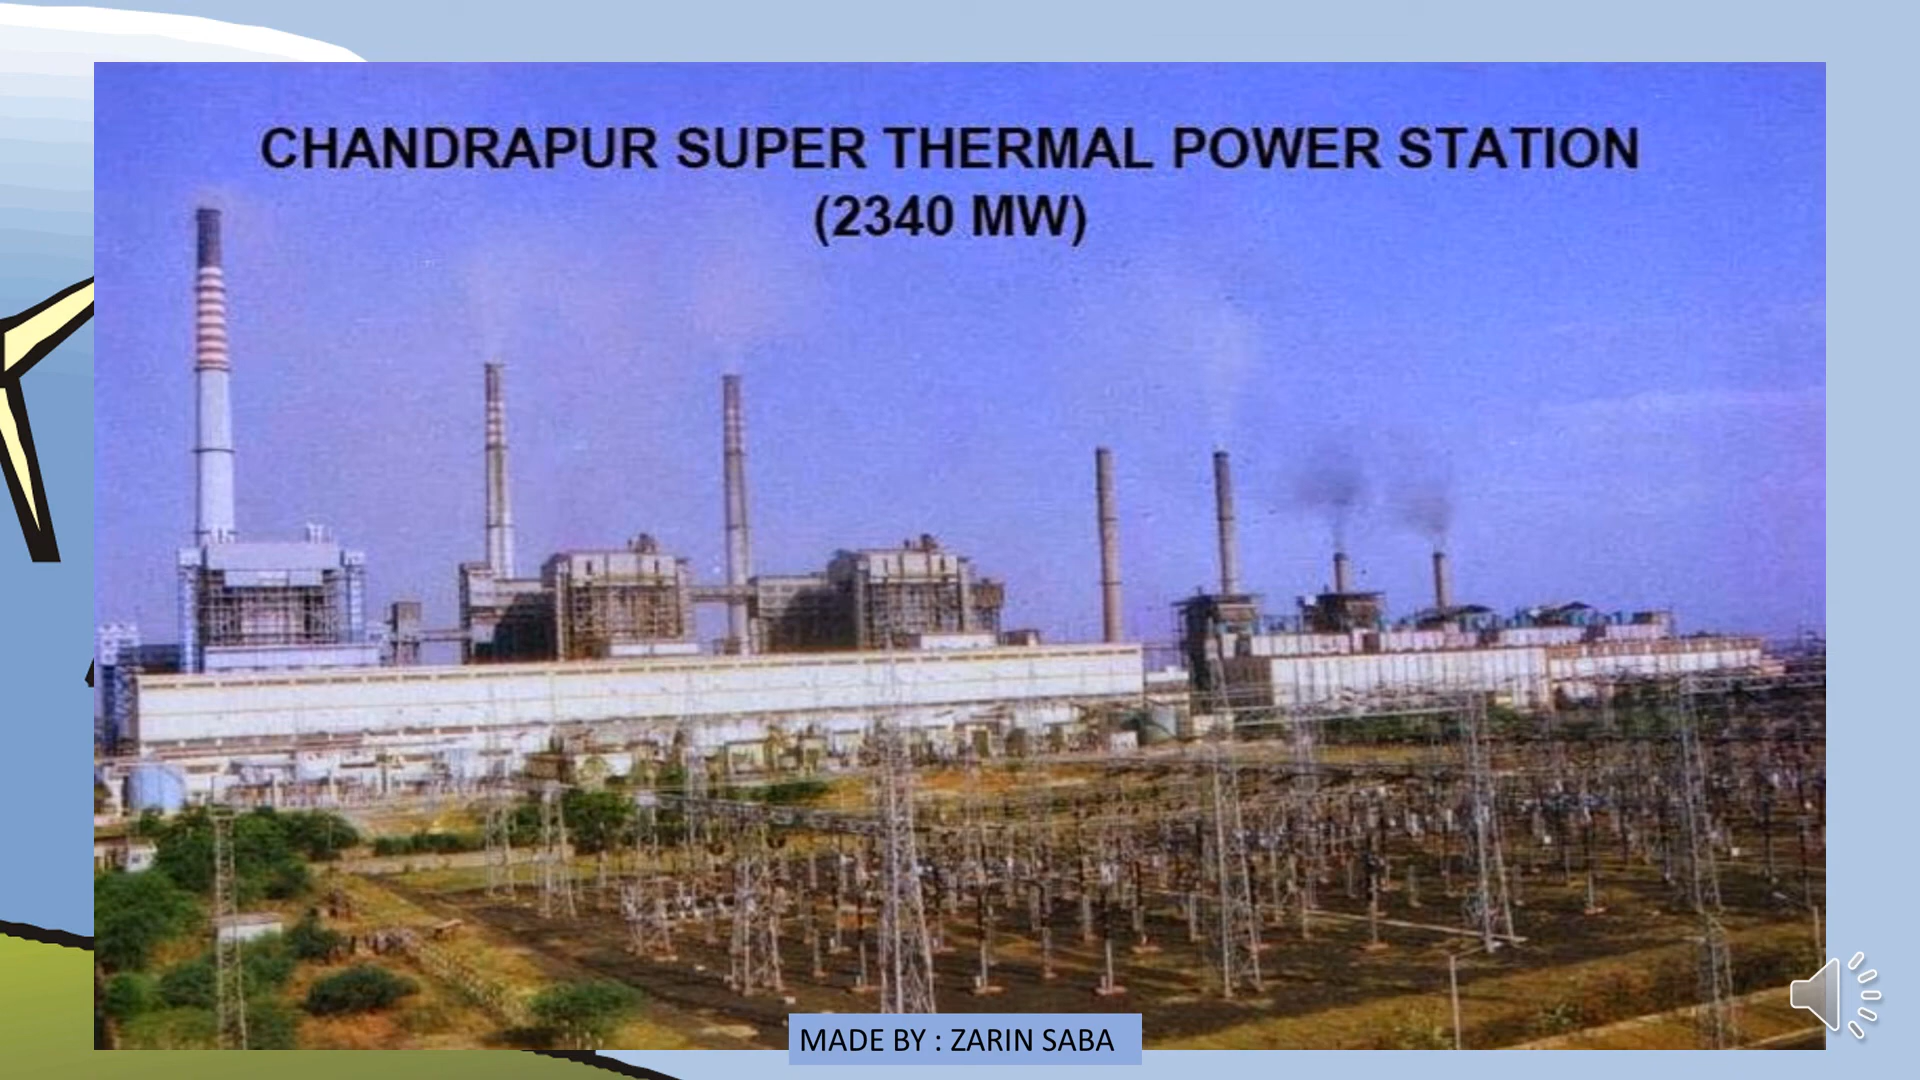 CHANDRAPUR SUPER THERMAL POWER STATION
(2340 MW)
MADE BY : ZARIN SABA